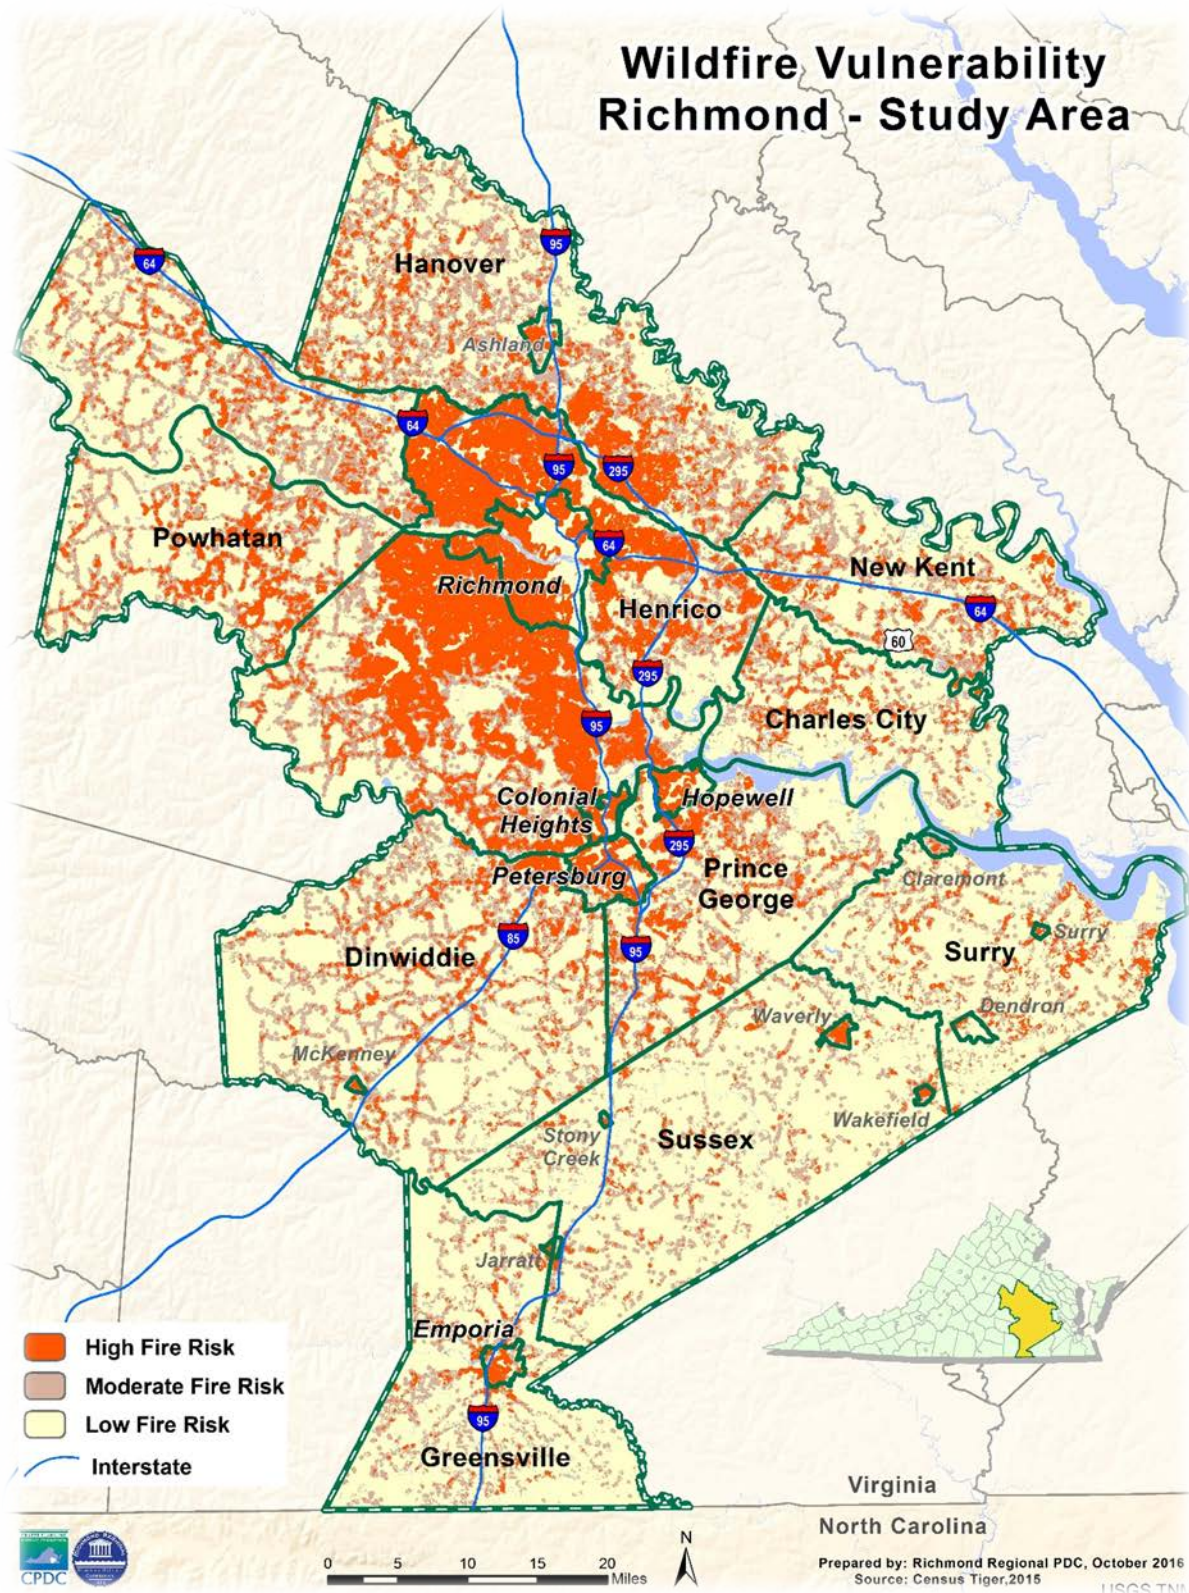 Wildfire Vulnerability
Richmond - Study Area
95
64
Hanover
Ashland
64
95
295
Powhatan
64
New Kent
Richmond
Henrico
64
60
295
95
Charles City
Colonial
Heights
Hopewell
295
Petersburg
Prince
George
Claremont
85
95
Dinwiddie
Surry
Surry
Waverly
Dendron
McKenney
Wakefield
Stony
Creek
Sussex
Jarratt
Emporia
High Fire Risk
Moderate Fire Risk
Low Fire Risk
Interstate
95
Greensville
Virginia
North Carolina
CPDC
0 5 10 15 20
Miles
N
Prepared by: Richmond Regional PDC, October 2016
Source: Census Tiger,2015